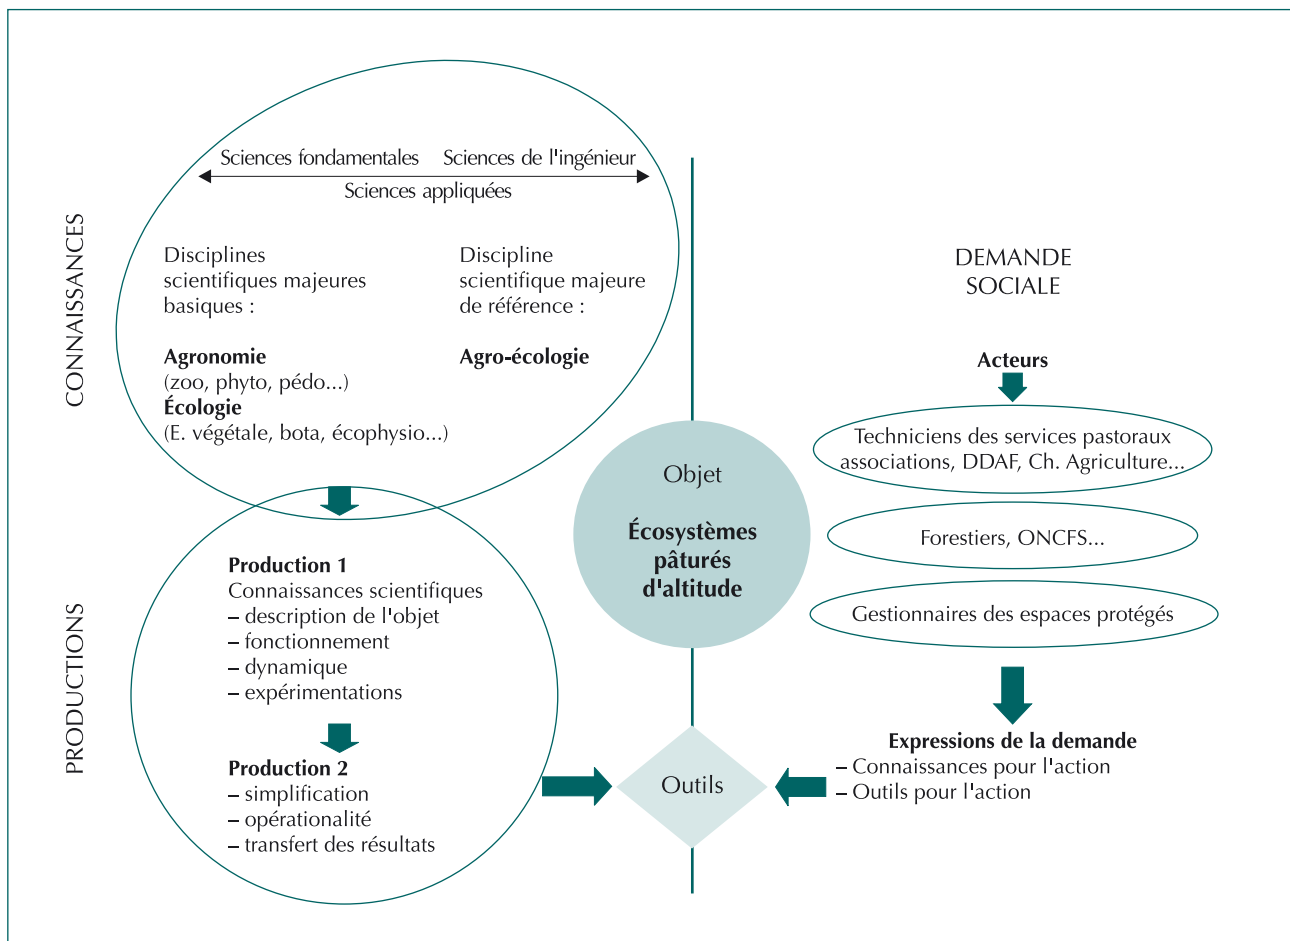 CONNAISSANCES
Sciences fondamentales
Sciences de l'ingénieur
Sciences appliquées
Disciplines
scientifiques majeures
basiques :
Agronomie
(zoo, phyto, pédo...)
Écologie
(E. végétale, bota, écophysio...)
Discipline
scientifique majeure
de référence :
Agro-écologie
PRODUCTIONS
Production 1
Connaissances scientifiques
– description de l'objet
– fonctionnement
– dynamique
– expérimentations
Production 2
– simplification
– opérationalité
– transfert des résultats
Objet
Écosystèmes
pâturés
d'altitude
Outils
DEMANDE
SOCIALE
Acteurs
Techniciens des services pastoraux
associations, DDAF, Ch. Agriculture...
Forestiers, ONCFS...
Gestionnaires des espaces protégés
Expressions de la demande
– Connaissances pour l'action
– Outils pour l'action